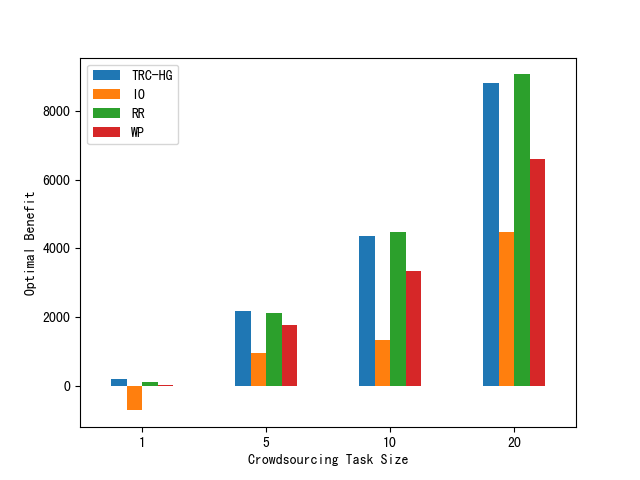 TRC-HG
IO
RR
WP
8000
6000
4000
2000
0
Optimal Benefit
1 5 10 20
Crowdsourcing Task Size